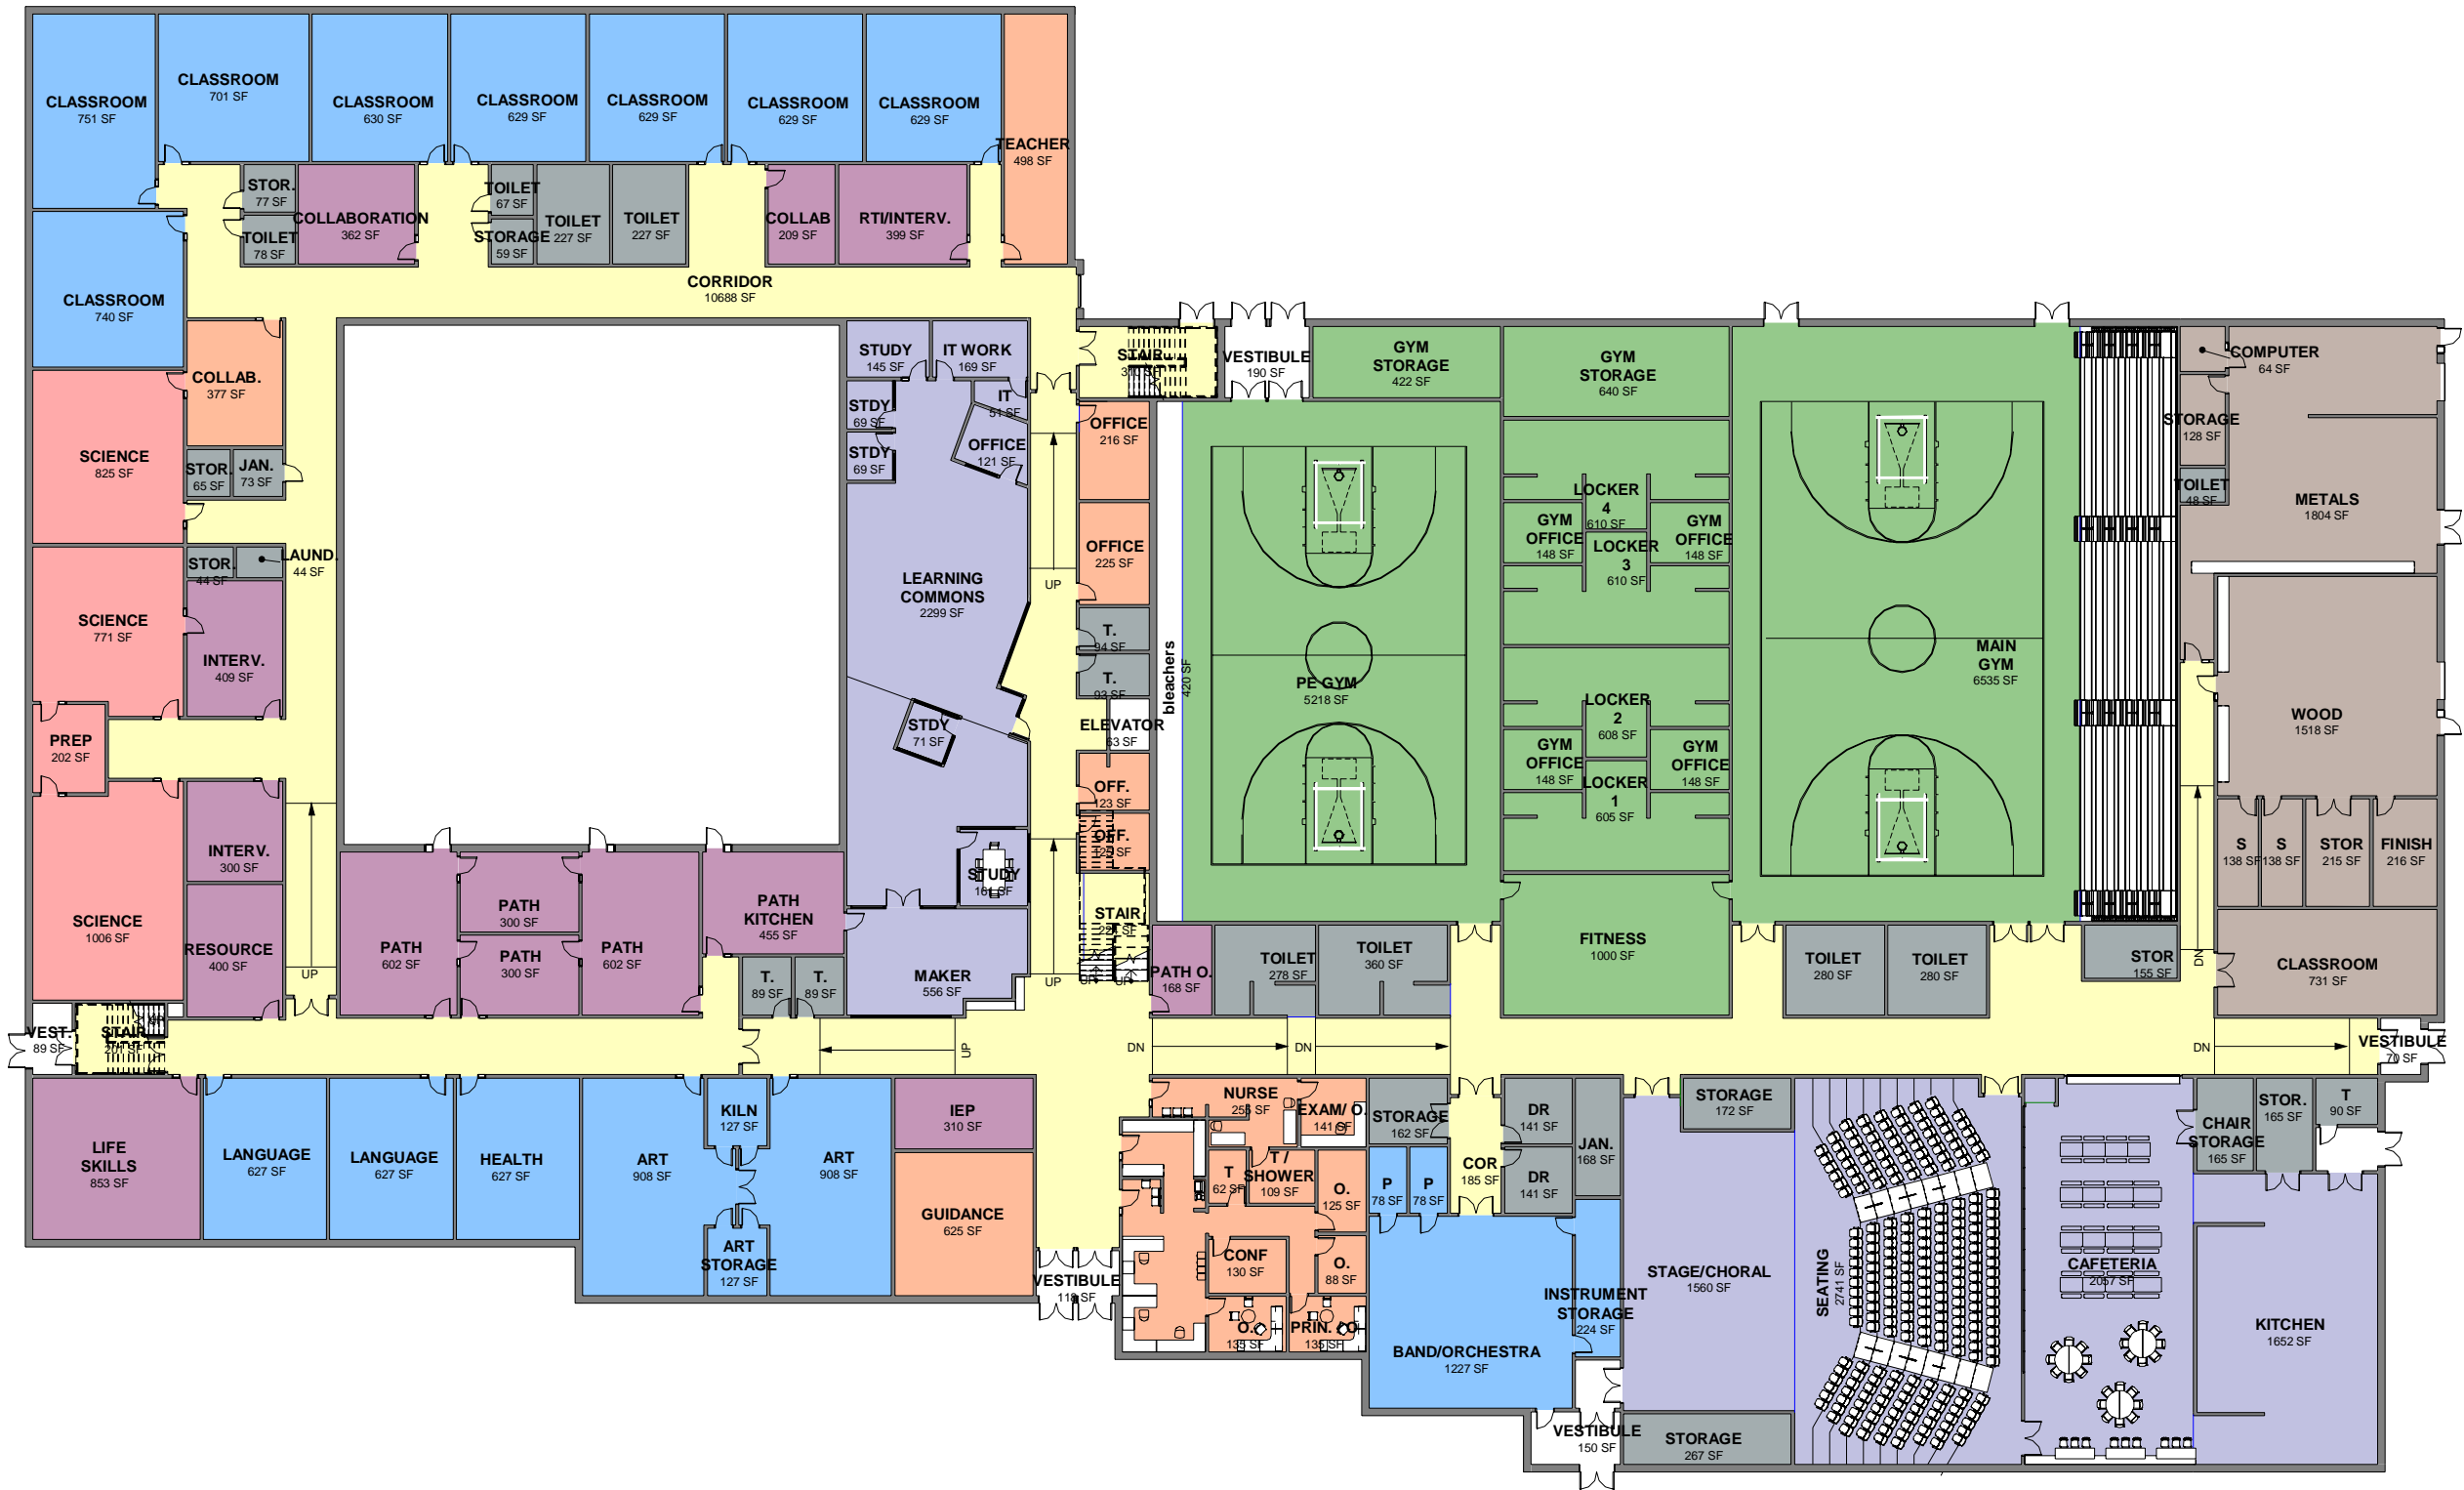 CLASSROOM
751 SF
CLASSROOM
701 SF
CLASSROOM
630 SF
CLASSROOM
629 SF
CLASSROOM
629 SF
CLASSROOM
629 SF
CLASSROOM
629 SF
TEACHER
498 SF
STOR.
77 SF
TOILET
78 SF
COLLABORATION
362 SF
TOILET
67 SF
STORAGE
59 SF
TOILET
227 SF
TOILET
227 SF
COLLAB
209 SF
RTI/INTERV.
399 SF
CORRIDOR
10688 SF
CLASSROOM
740 SF
COLLAB.
377 SF
SCIENCE
825 SF
STOR.
65 SF
JAN.
73 SF
STOR.
44 SF
LAUND.
44 SF
SCIENCE
771 SF
INTERV.
409 SF
PREP
202 SF
SCIENCE
1006 SF
INTERV.
300 SF
RESOURCE
400 SF
UP
STUDY
145 SF
IT WORK
169 SF
STDY
69 SF
STDY
69 SF
IT
51 SF
OFFICE
121 SF
LEARNING
COMMONS
2299 SF
STDY
71 SF
STUDY
161 SF
MAKER
556 SF
PATH
602 SF
PATH
300 SF
PATH
300 SF
PATH
602 SF
PATH
KITCHEN
455 SF
T.
89 SF
T.
89 SF
STAIR
310 SF
VESTIBULE
190 SF
OFFICE
216 SF
OFFICE
225 SF
UP
T.
94 SF
T.
93 SF
ELEVATOR
63 SF
OFF.
123 SF
OFF.
STAIR
UP
UP
UP
bleachers
420 SF
GYM
STORAGE
422 SF
GYM
STORAGE
640 SF
PE GYM
5218 SF
LOCKER
4
610 SF
GYM
OFFICE
148 SF
GYM
OFFICE
148 SF
LOCKER
3
610 SF
LOCKER
2
608 SF
GYM
OFFICE
148 SF
GYM
OFFICE
148 SF
LOCKER
1
605 SF
FITNESS
1000 SF
MAIN
GYM
6535 SF
COMPUTER
64 SF
STORAGE
128 SF
TOILET
48 SF
METALS
1804 SF
WOOD
1518 SF
S
138 SF
S
138 SF
STOR
215 SF
FINISH
216 SF
CLASSROOM
731 SF
DN
PATH O.
168 SF
TOILET
278 SF
TOILET
360 SF
TOILET
280 SF
TOILET
280 SF
STOR
155 SF
VEST.
89 SF
STAIR
201 SF
UP
UP
DN
DN
DN
VESTIBULE
70 SF
LIFE
SKILLS
853 SF
LANGUAGE
627 SF
LANGUAGE
627 SF
HEALTH
627 SF
ART
908 SF
KILN
127 SF
ART
STORAGE
127 SF
ART
908 SF
IEP
310 SF
GUIDANCE
625 SF
VESTIBULE
118 SF
NURSE
EXAM/ O.
141 SF
T
62 SF
T /
SHOWER
109 SF
O.
125 SF
CONF
130 SF
O.
88 SF
O.
135 SF
PRIN. / O.
135 SF
STORAGE
162 SF
P
78 SF
P
78 SF
COR
185 SF
DR
141 SF
DR
141 SF
JAN.
168 SF
BAND/ORCHESTRA
1227 SF
INSTRUMENT
STORAGE
224 SF
VESTIBULE
150 SF
STORAGE
172 SF
STAGE/CHORAL
1560 SF
STORAGE
267 SF
SEATING
2741 SF
CAFETERIA
2057 SF
CHAIR
STORAGE
165 SF
STOR.
165 SF
T
90 SF
KITCHEN
1652 SF